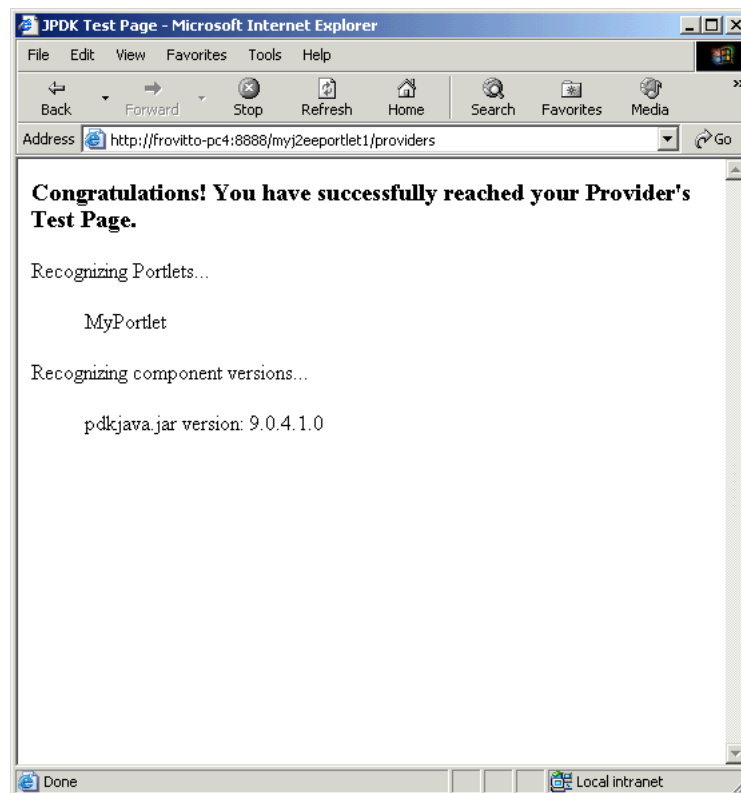 JPDK Test Page - Microsoft Internet Explorer
File Edit View Favorites Tools Help
Back Forward Stop Refresh Home Search Favorites Media »
Address http://frovitto-pc4:8888/myj2eeportlet1/providers Go
Congratulations! You have successfully reached your Provider's
Test Page.
Recognizing Portlets...
MyPortlet
Recognizing component versions...
pdkjava.jar version: 9.0.4.1.0
Done Local intranet